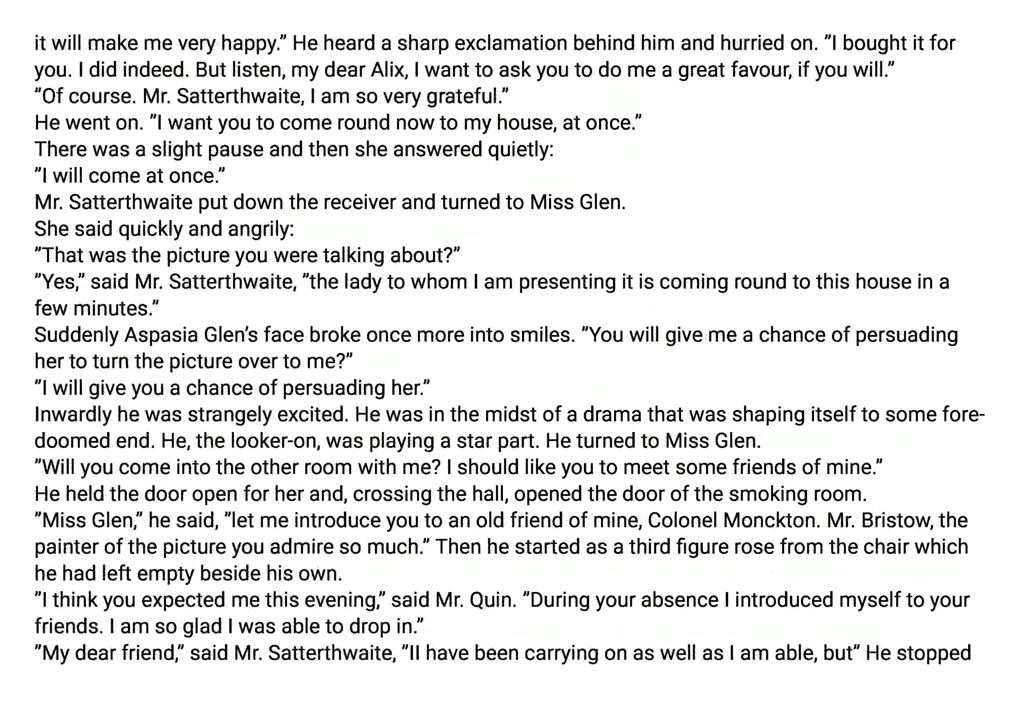 it will make me very happy.” He heard a sharp exclamation behind him and hurried on. ”I bought it for
you. I did indeed. But listen, my dear Alix, I want to ask you to do me a great favour, if you will.”
”Of course. Mr. Satterthwaite, I am so very grateful.”
He went on. ”I want you to come round now to my house, at once.”
There was a slight pause and then she answered quietly:
”I will come at once.”
Mr. Satterthwaite put down the receiver and turned to Miss Glen.
She said quickly and angrily:
”That was the picture you were talking about?”
”Yes,” said Mr. Satterthwaite, ”the lady to whom I am presenting it is coming round to this house in a
few minutes.”
Suddenly Aspasia Glen’s face broke once more into smiles. ”You will give me a chance of persuading
her to turn the picture over to me?”
”I will give you a chance of persuading her.”
Inwardly he was strangely excited. He was in the midst of a drama that was shaping itself to some fore-
doomed end. He, the looker-on, was playing a star part. He turned to Miss Glen.
”Will you come into the other room with me? I should like you to meet some friends of mine.”
He held the door open for her and, crossing the hall, opened the door of the smoking room.
”Miss Glen,” he said, ”let me introduce you to an old friend of mine, Colonel Monckton. Mr. Bristow, the
painter of the picture you admire so much.” Then he started as a third figure rose from the chair which
he had left empty beside his own.
”I think you expected me this evening,” said Mr. Quin. ”During your absence I introduced myself to your
friends. I am so glad I was able to drop in.”
”My dear friend,” said Mr. Satterthwaite, ”II have been carrying on as well as I am able, but” He stopped